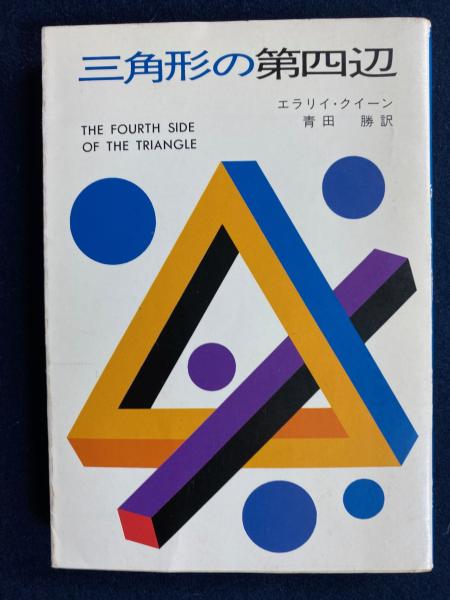 三角形の第四辺
エラリイ・クイーン
青田 勝訳
THE FOURTH SIDE
OF THE TRIANGLE